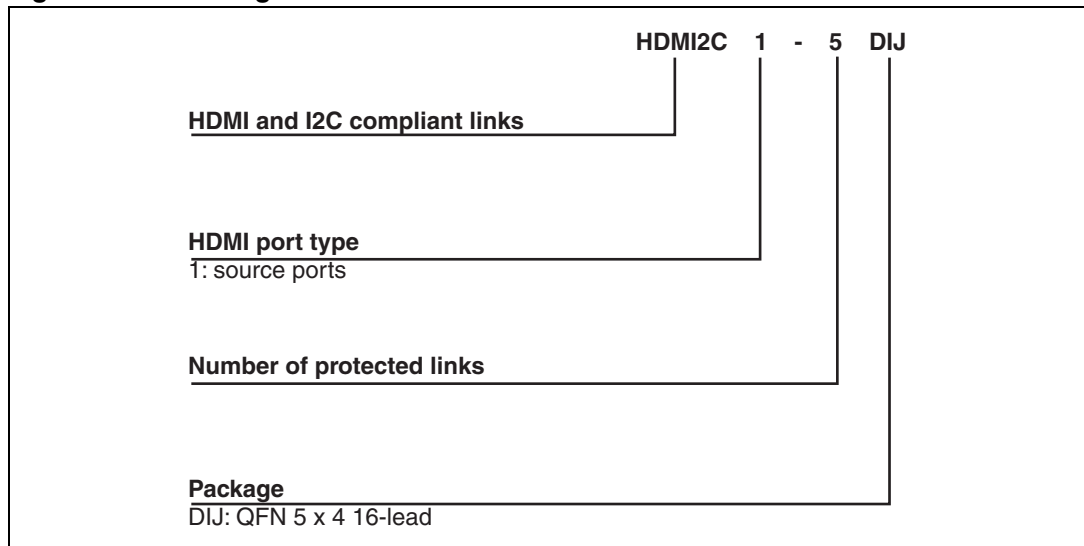 HDMI2C 1 - 5 DIJ
HDMI and I2C compliant links
HDMI port type
1: source ports
Number of protected links
Package
DIJ: QFN 5 x 4 16-lead